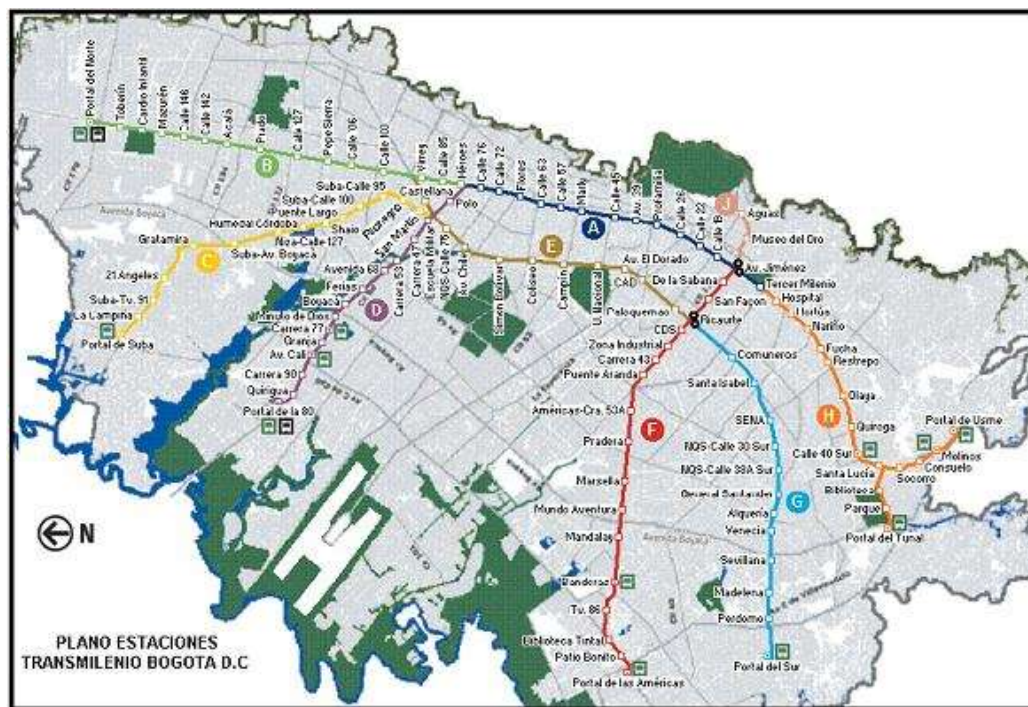 Portal del Norte
Toberín
Cardio Infantil
Mazurén
Calle 146
Calle 142
Alcalá
Prado
Calle 127
Pepe Sierra
Calle 106
Calle 100
Virrey
Calle 85
Héroes
Calle 76
Calle 72
Flores
Calle 63
Calle 57
Marly
Calle 45
Av. 39
Profamilia
Calle 26
Calle 22
Aguas
Museo del Oro
Av. Jiménez
Tercer Milenio
Hospital
Hortúa
Nariño
Fucha
Restrepo
Olaya
Quiroga
Calle 40 Sur
Santa Lucía
Socorro
Consuelo
Molinos
Portal de Usme
Biblioteca
Parque
Portal del Tunal
Suba-Calle 95
Suba-Calle 100
Puente Largo
Shaio
Humedal Córdoba
Niza-Calle 127
Suba-Av. Boyacá
Gratamira
21 Angeles
Suba-Tv. 91
La Campiña
Portal de Suba
Rionegro
San Martín
Castellana
Polo
Escuela Militar
Carrera 47
Carrera 53
Avenida 68
Ferias
Boyacá
Minuto de Dios
Carrera 77
Granja
Av. Cali
Carrera 90
Quirigua
Portal de la 80
NQS-Calle 75
Av. Chile
Simón Bolívar
Coliseo
Campín
U. Nacional
Av. El Dorado
CAD
Paloquemao
De la Sabana
San Façon
Ricaurte
CDS
Zona Industrial
Carrera 43
Puente Aranda
Américas-Cra. 53A
Pradera
Marsella
Mundo Aventura
Mandalay
Banderas
Tv. 86
Biblioteca Tintal
Patio Bonito
Portal de las Américas
Comuneros
Santa Isabel
SENA
NQS-Calle 30 Sur
NQS-Calle 38A Sur
General Santander
Alquería
Venecia
Sevillana
Madelena
Perdomo
Portal del Sur
Avenida Boyacá
Avenida Boyacá
A
B
C
D
E
F
G
H
J
N
PLANO ESTACIONES
TRANSMILENIO BOGOTA D.C